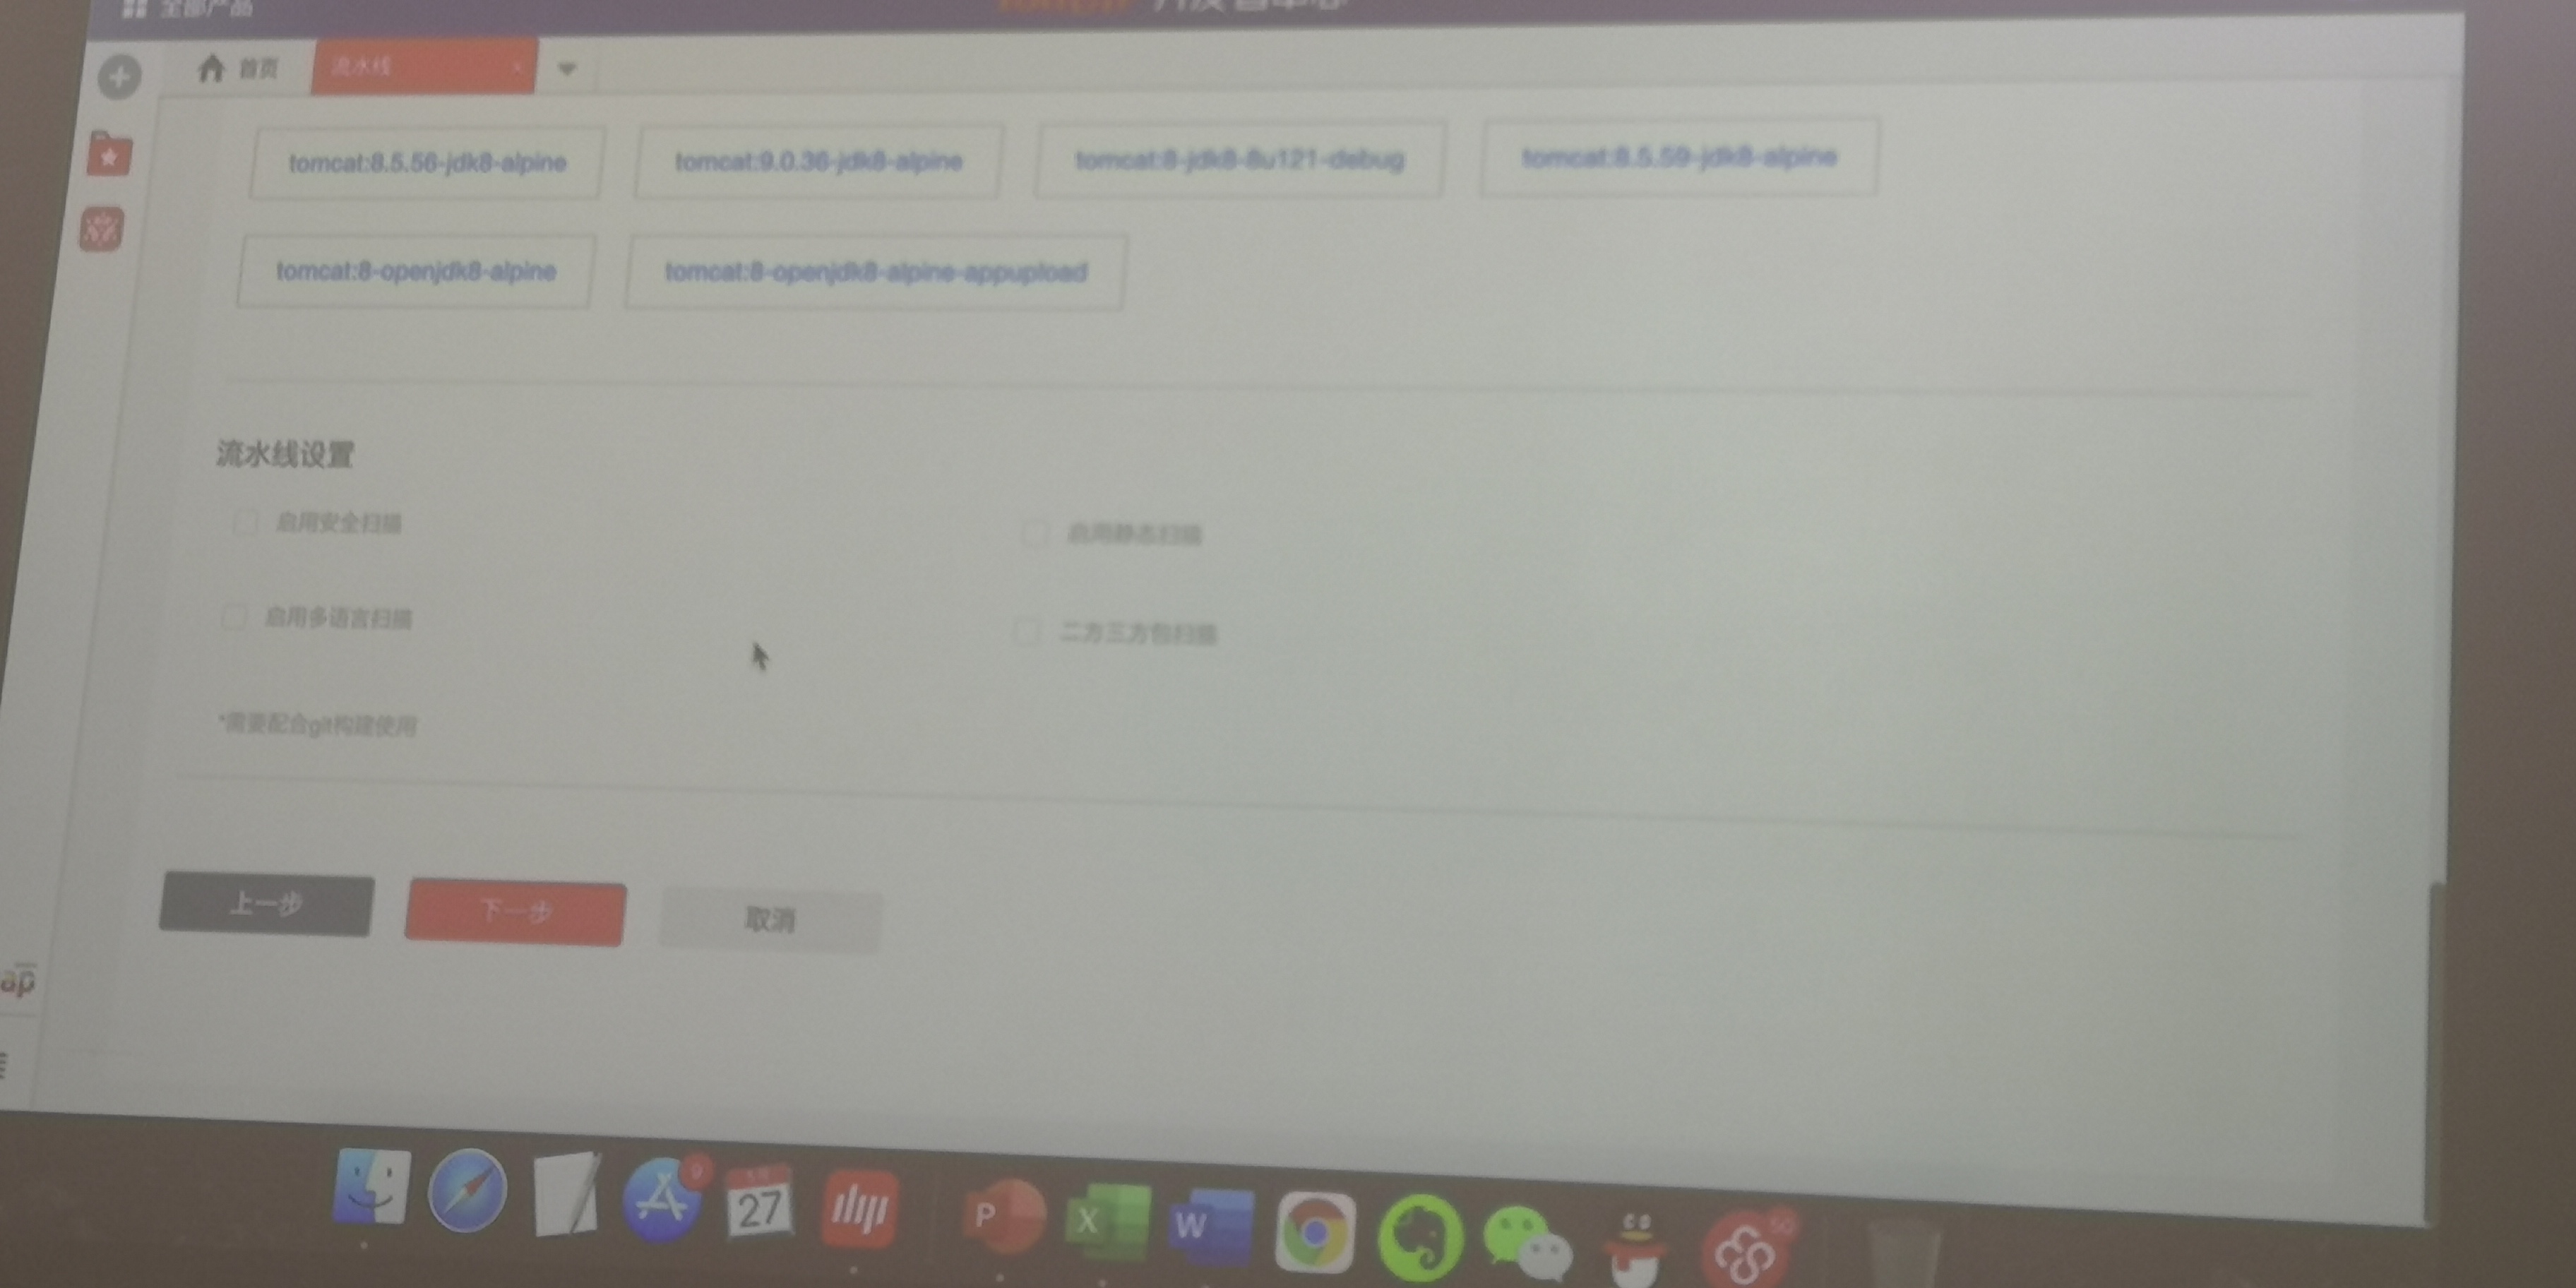 全部产品
开发者中心
首页 流水线
tomcat:8.5.56-jdk8-alpine tomcat:9.0.36-jdk8-alpine tomcat:8-jdk8-8u121-debug tomcat:8.5.59-jdk8-alpine
tomcat:8-openjdk8-alpine tomcat:8-openjdk8-alpine-appupload
流水线设置
启用安全扫描 启用静态扫描
启用多语言扫描 二方三方包扫描
*需要配合git构建使用
上一步 下一步 取消
ap
9
27
P X W